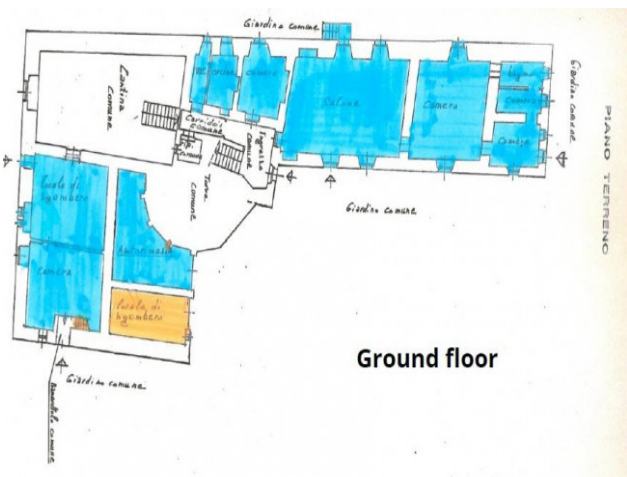 Giardino comune
Cantina
Comune
Camera
Salone
Camera
bagno
Camera
Camera
Giardino comune
PIANO TERRENO
Corridoio
comune
Ingresso
comune
Torre
comune
Giardino comune
Locale di
sgombero
Camera
Autorimessa
Locale di
sgombero
Giardino comune
Ground floor